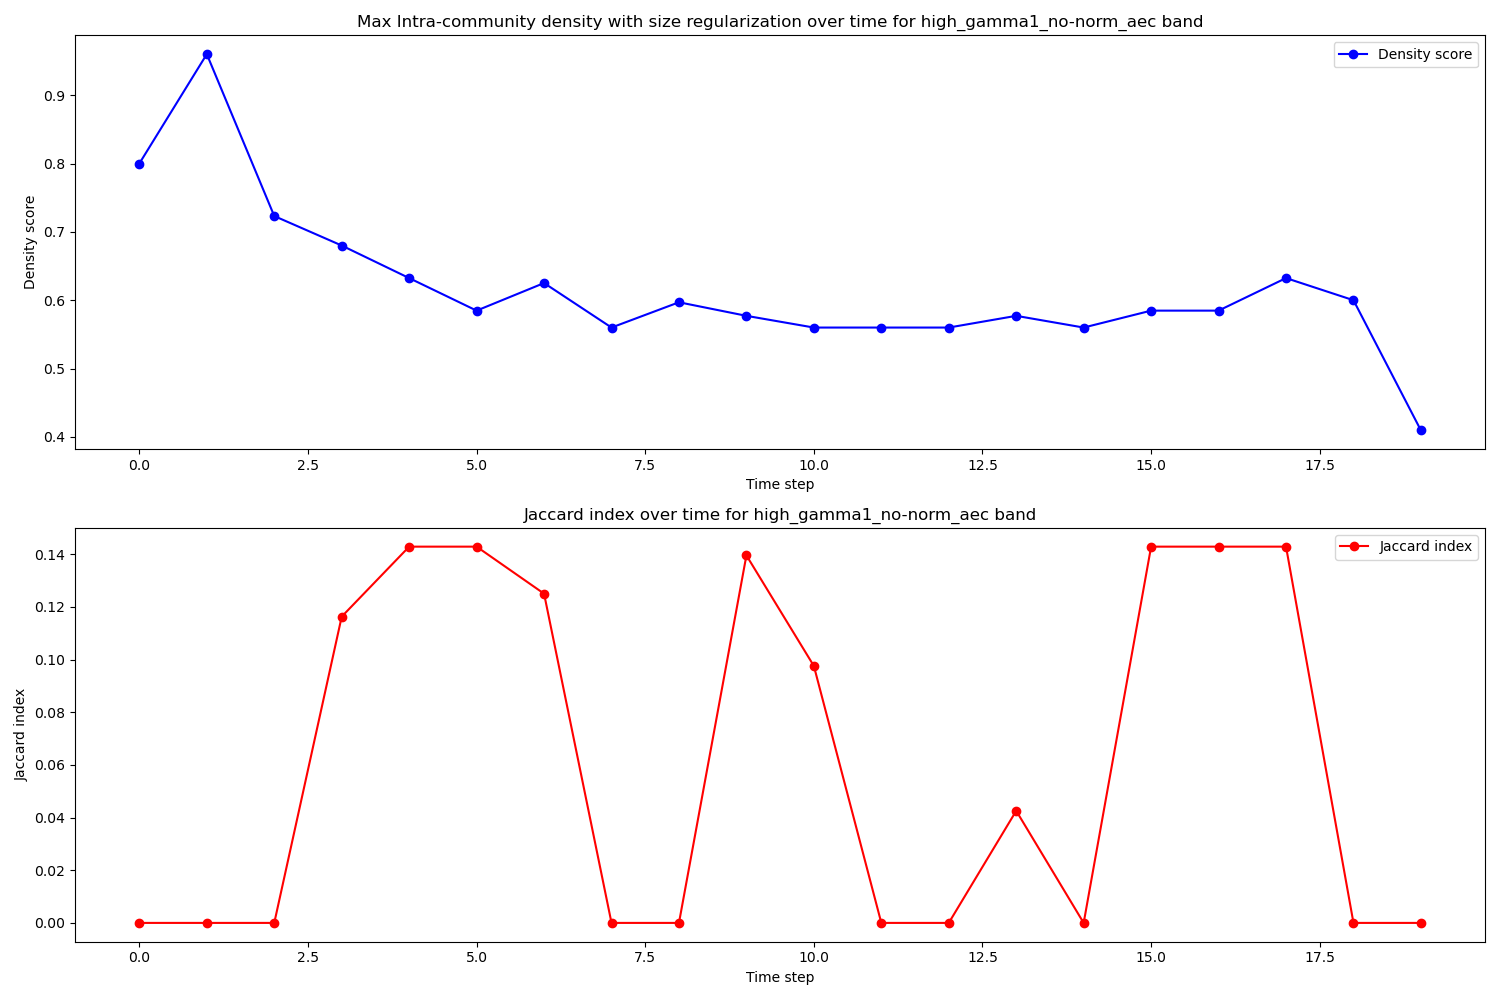 Max Intra-community density with size regularization over time for high_gamma1_no-norm_aec band
Density score
0.9
0.8
0.7
0.6
0.5
0.4
Density score
0.0 2.5 5.0 7.5 10.0 12.5 15.0 17.5
Time step
Jaccard index over time for high_gamma1_no-norm_aec band
Jaccard index
0.14
0.12
0.10
0.08
0.06
0.04
0.02
0.00
Jaccard index
0.0 2.5 5.0 7.5 10.0 12.5 15.0 17.5
Time step